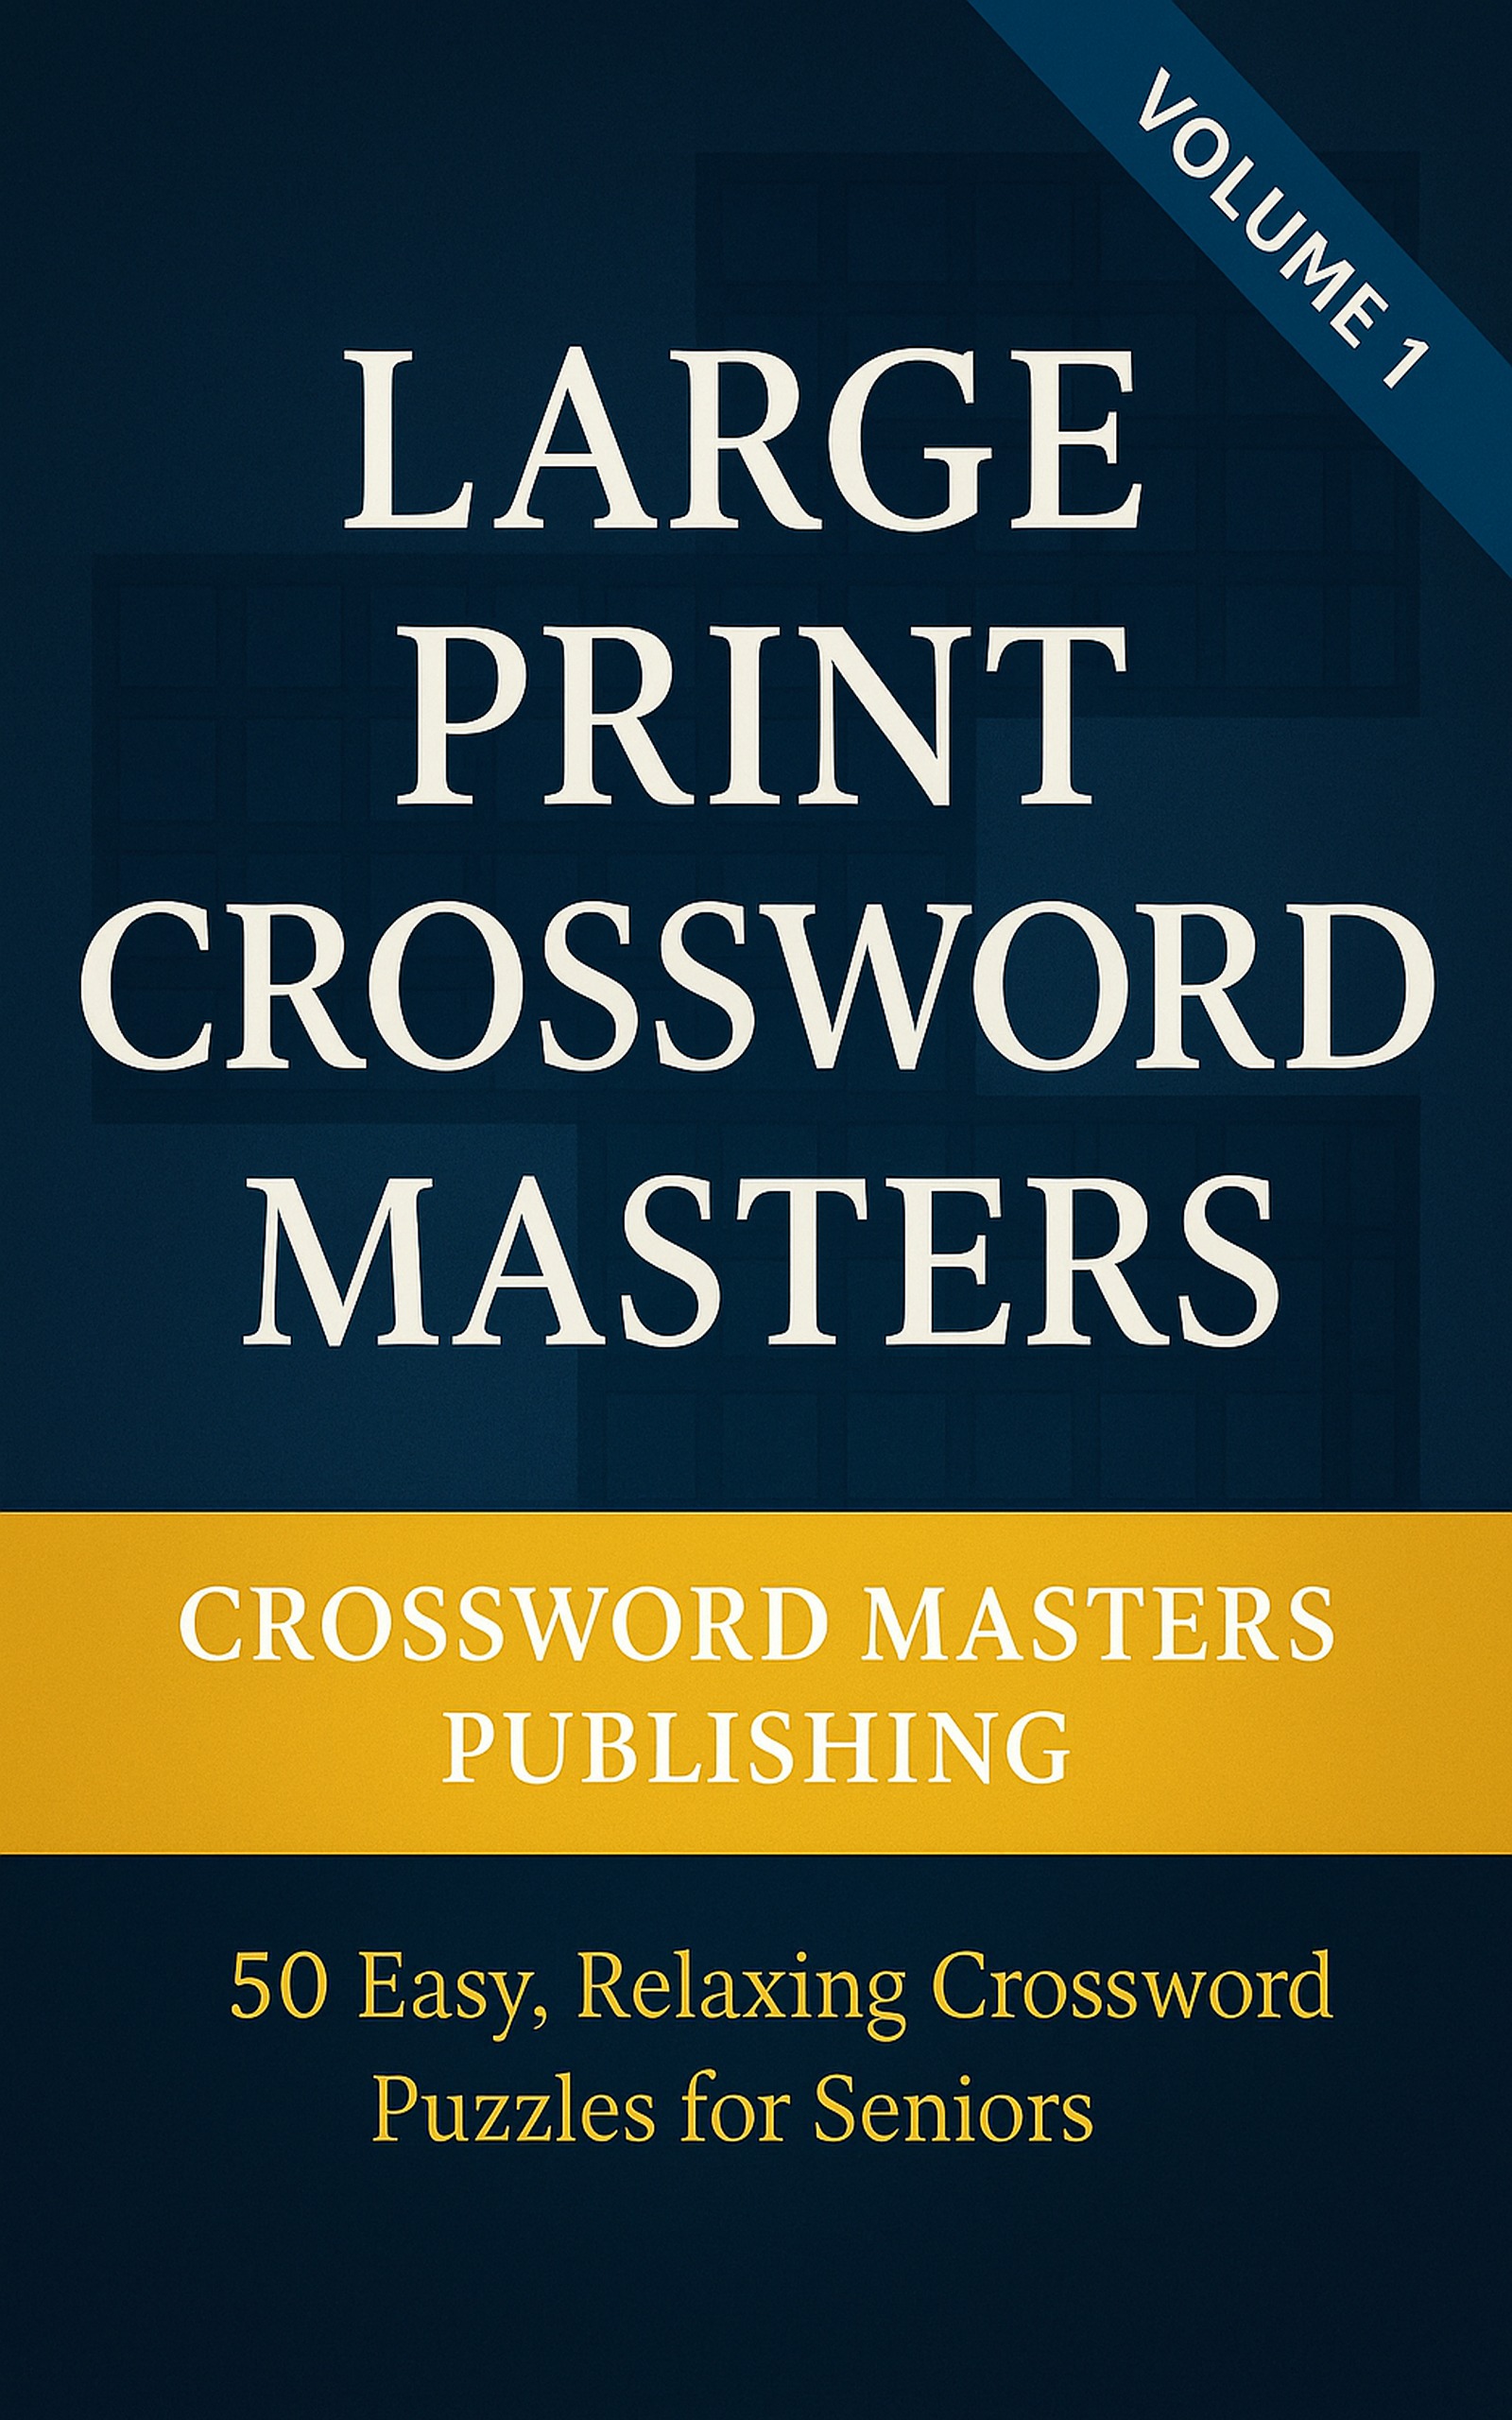 VOLUME 1
LARGE
PRINT
CROSSWORD
MASTERS
CROSSWORD MASTERS
PUBLISHING
50 Easy, Relaxing Crossword
Puzzles for Seniors